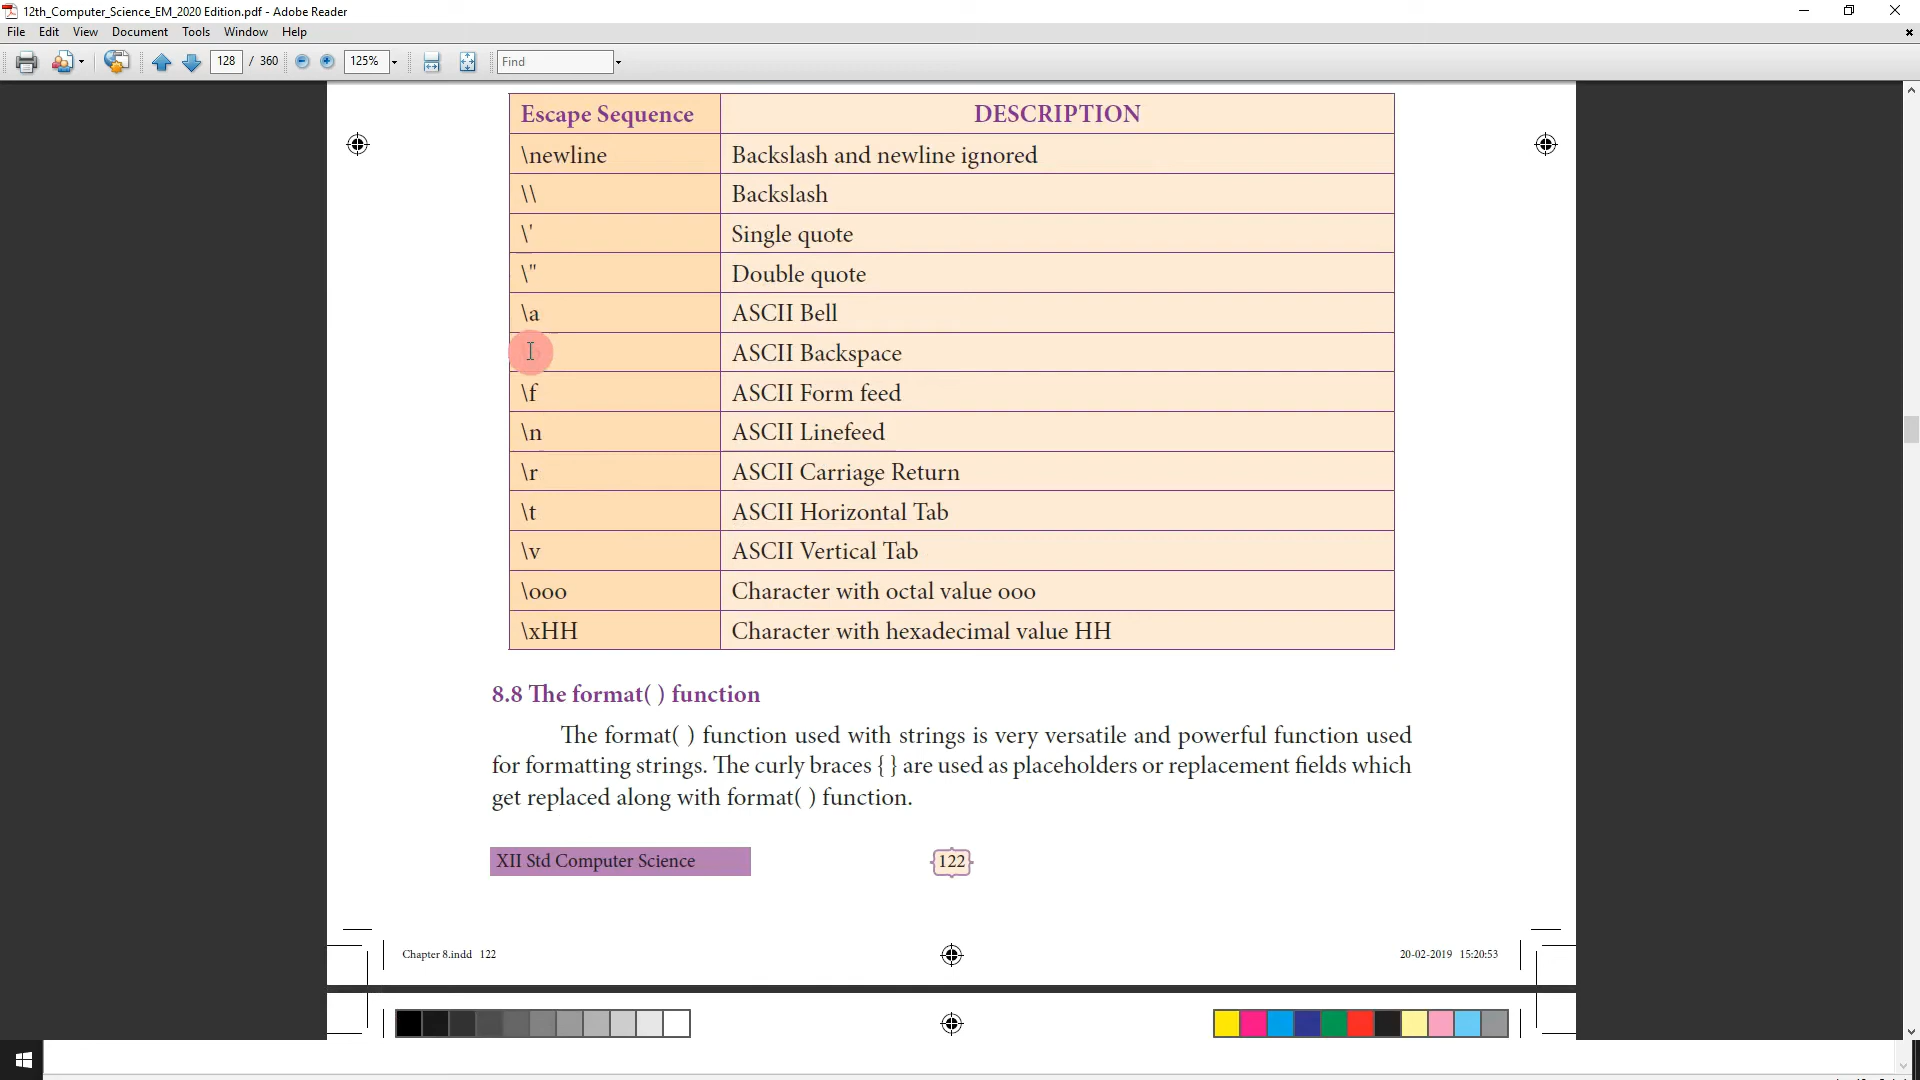 12th_Computer_Science_EM_2020 Edition.pdf - Adobe Reader
File Edit View Document Tools Window Help
128 / 360 125% Find
Escape Sequence DESCRIPTION
\newline Backslash and newline ignored
\\ Backslash
\' Single quote
\" Double quote
\a ASCII Bell
ASCII Backspace
\f ASCII Form feed
\n ASCII Linefeed
\r ASCII Carriage Return
\t ASCII Horizontal Tab
\v ASCII Vertical Tab
\ooo Character with octal value ooo
\xHH Character with hexadecimal value HH
8.8 The format( ) function
The format( ) function used with strings is very versatile and powerful function used
for formatting strings. The curly braces { } are used as placeholders or replacement fields which
get replaced along with format( ) function.
XII Std Computer Science 122
Chapter 8.indd 122 20-02-2019 15:20:53